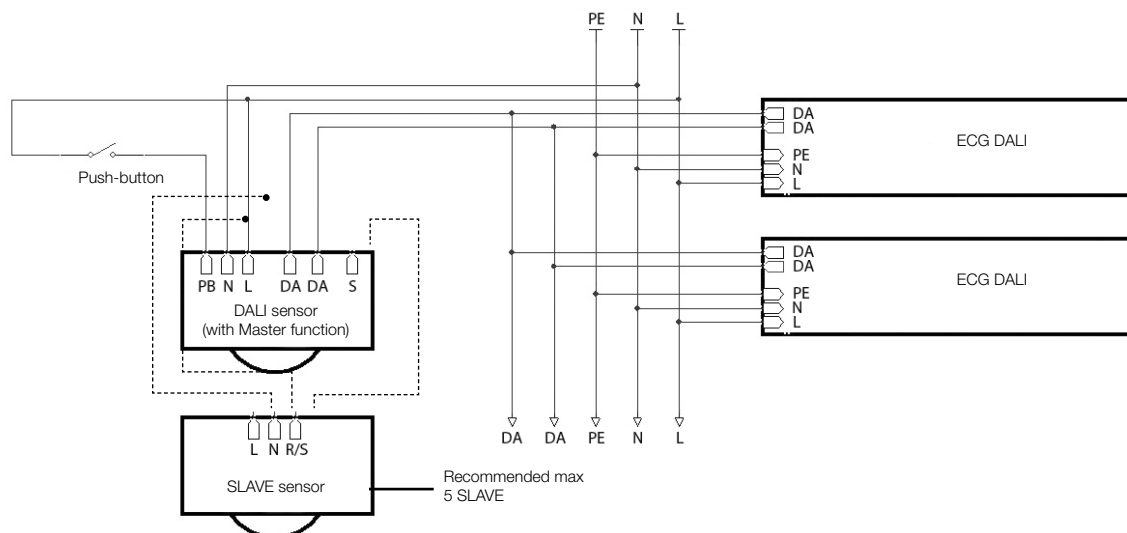 PE N L
DA
DA
PE
N
L
ECG DALI
Push-button
PB N L DA DA S
DALI sensor
(with Master function)
DA
DA
PE
N
L
ECG DALI
L N R/S
SLAVE sensor
DA DA PE N L
Recommended max
5 SLAVE